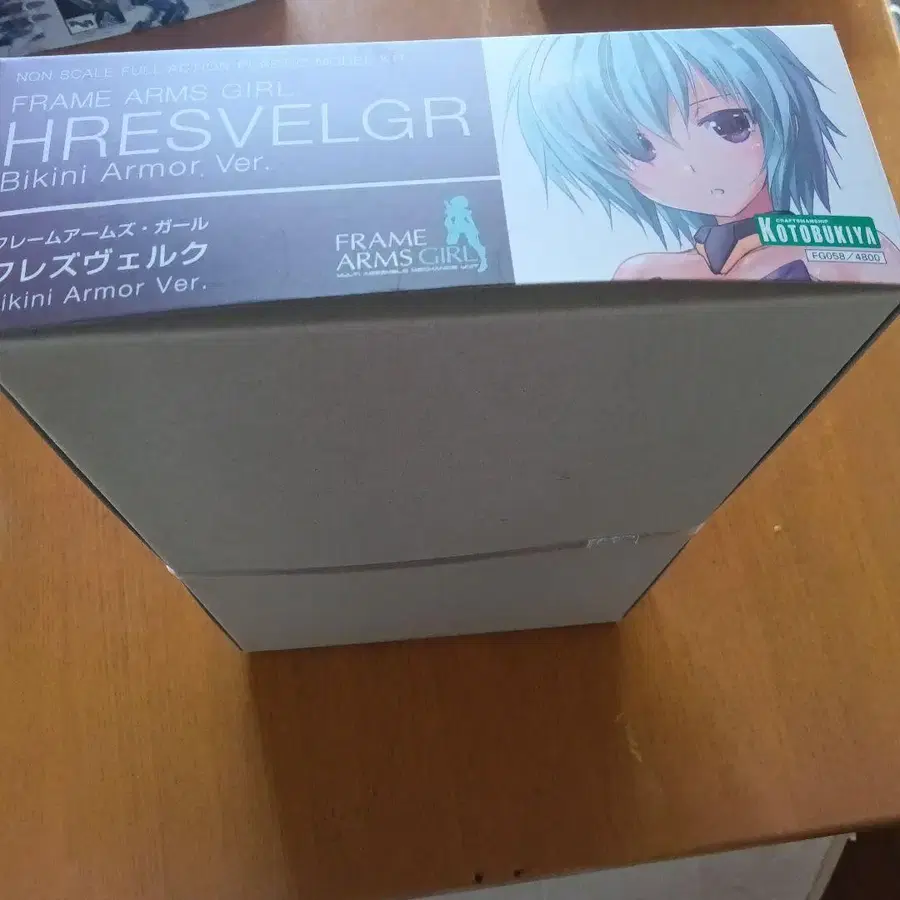 NON SCALE FULL ACTION PLASTIC MODEL KIT
FRAME ARMS GIRL
HRESVELGR
Bikini Armor Ver.
フレームアームズ・ガール
フレズヴェルク
ikini Armor Ver.
FRAME
ARMS GIRL
CRAFTSMANSHIP
KOTOBUKIYA
FG058/4800